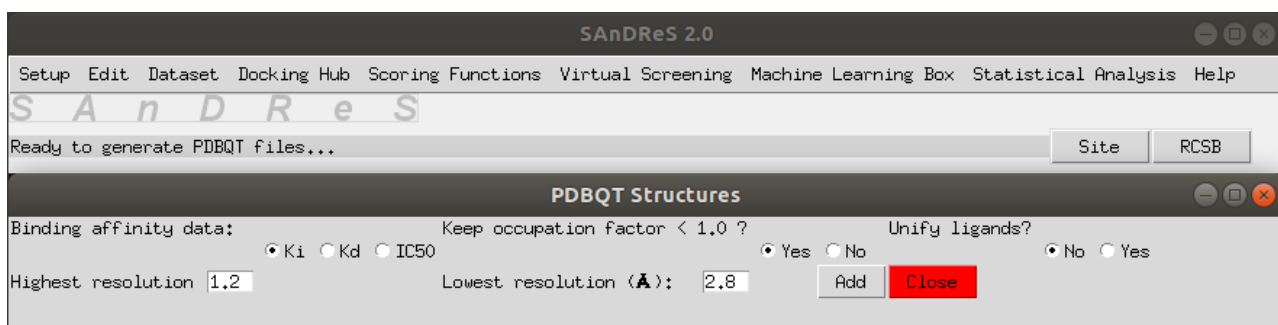 SAnDReS 2.0
Setup Edit Dataset Docking Hub Scoring Functions Virtual Screening Machine Learning Box Statistical Analysis Help
S A n D R e S
Ready to generate PDBQT files... Site RCSB
PDBQT Structures
Binding affinity data: Keep occupation factor < 1.0 ? Unify ligands?
Ki Kd IC50 Yes No No Yes
Highest resolution 1.2 Lowest resolution (Å): 2.8 Add Close